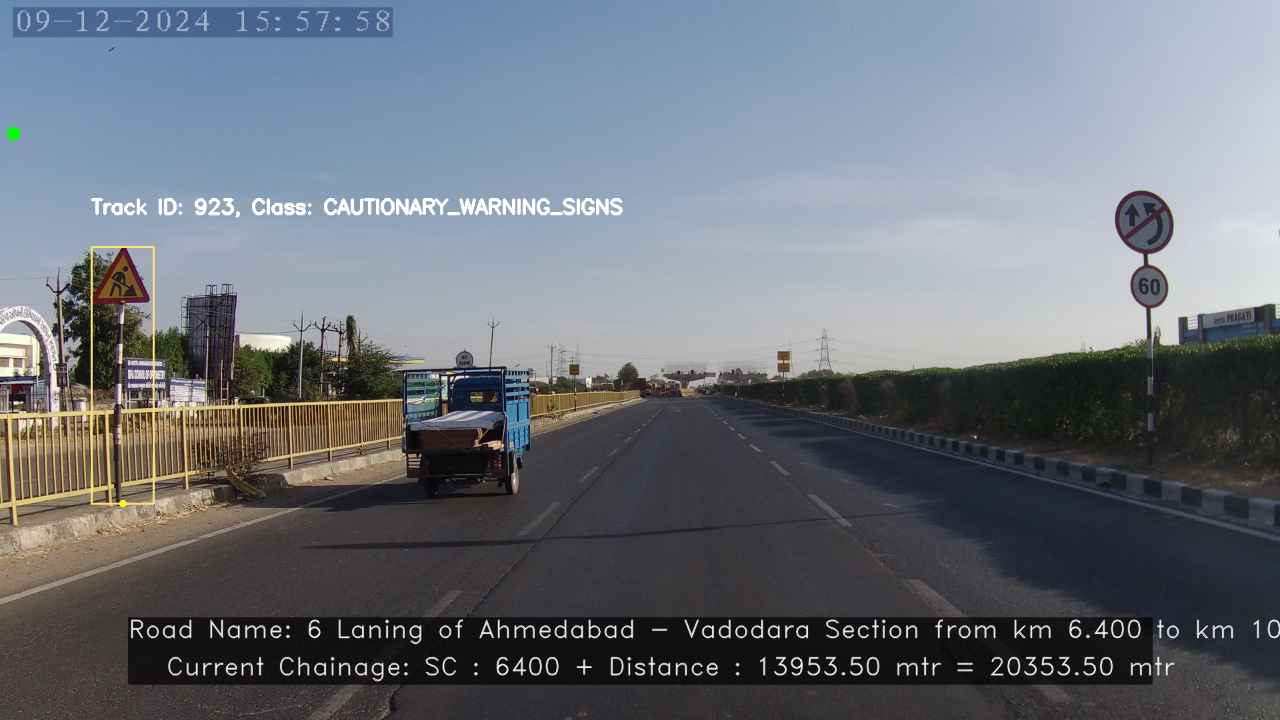 09-12-2024 15:57:58
Track ID: 923, Class: CAUTIONARY_WARNING_SIGNS
60
PRAGATI
Road Name: 6 Laning of Ahmedabad - Vadodara Section from km 6.400 to km 10
Current Chainage: SC : 6400 + Distance : 13953.50 mtr = 20353.50 mtr